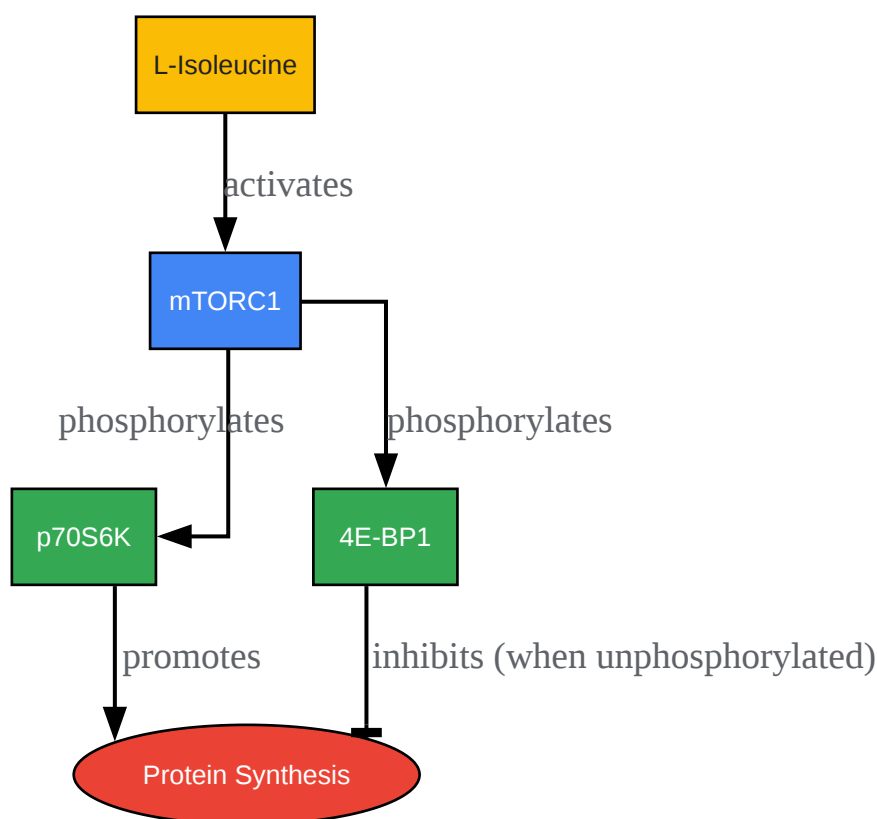 L-Isoleucine
activates
mTORC1
phosphorylates
phosphorylates
p70S6K
4E-BP1
promotes
inhibits (when unphosphorylated)
Protein Synthesis